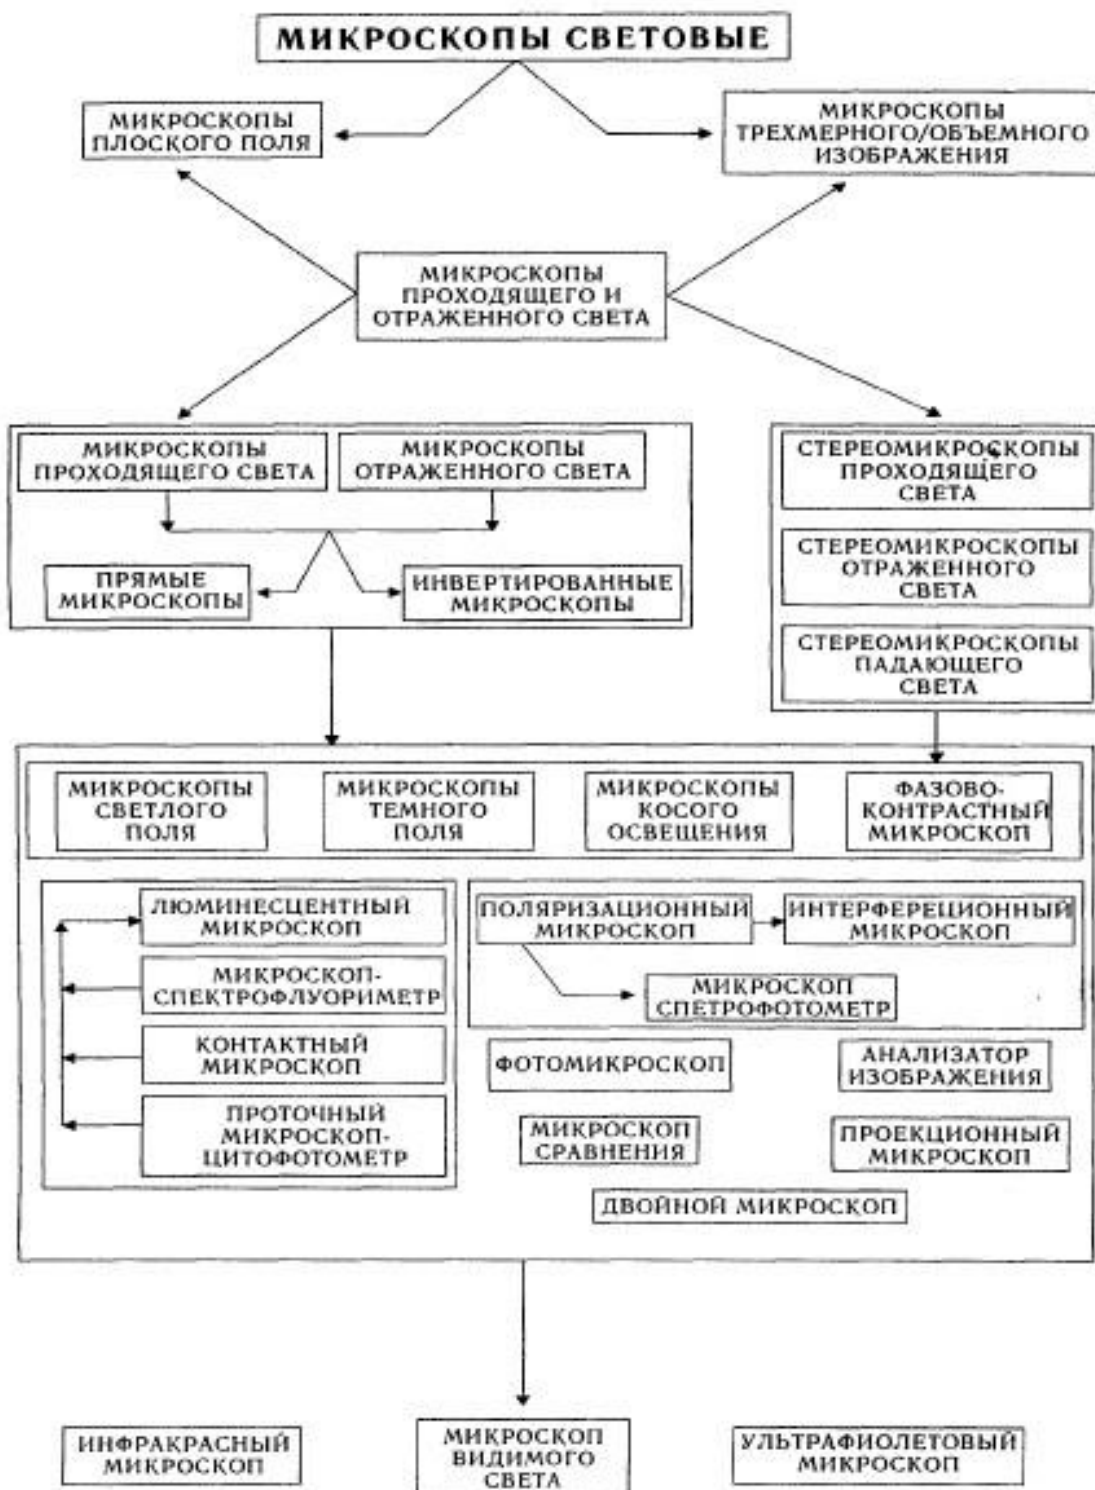 МИКРОСКОПЫ СВЕТОВЫЕ
МИКРОСКОПЫ
ПЛОСКОГО ПОЛЯ
МИКРОСКОПЫ
ТРЕХМЕРНОГО/ОБЪЕМНОГО
ИЗОБРАЖЕНИЯ
МИКРОСКОПЫ
ПРОХОДЯЩЕГО И
ОТРАЖЕННОГО СВЕТА
МИКРОСКОПЫ
ПРОХОДЯЩЕГО СВЕТА
МИКРОСКОПЫ
ОТРАЖЕННОГО СВЕТА
ПРЯМЫЕ
МИКРОСКОПЫ
ИНВЕРТИРОВАННЫЕ
МИКРОСКОПЫ
СТЕРЕОМИКРОСКОПЫ
ПРОХОДЯЩЕГО
СВЕТА
СТЕРЕОМИКРОСКОПЫ
ОТРАЖЕННОГО
СВЕТА
СТЕРЕОМИКРОСКОПЫ
ПАДАЮЩЕГО
СВЕТА
МИКРОСКОПЫ
СВЕТЛОГО
ПОЛЯ
МИКРОСКОПЫ
ТЕМНОГО
ПОЛЯ
МИКРОСКОПЫ
КОСОГО
ОСВЕЩЕНИЯ
ФАЗОВО-
КОНТРАСТНЫЙ
МИКРОСКОП
ЛЮМИНЕСЦЕНТНЫЙ
МИКРОСКОП
МИКРОСКОП-
СПЕКТРОФЛУОРИМЕТР
КОНТАКТНЫЙ
МИКРОСКОП
ПРОТОЧНЫЙ
МИКРОСКОП-
ЦИТОФОТОМЕТР
ПОЛЯРИЗАЦИОННЫЙ
МИКРОСКОП
ИНТЕРФЕРЕЦИОННЫЙ
МИКРОСКОП
МИКРОСКОП
СПЕТРОФОТОМЕТР
ФОТОМИКРОСКОП
АНАЛИЗАТОР
ИЗОБРАЖЕНИЯ
МИКРОСКОП
СРАВНЕНИЯ
ПРОЕКЦИОННЫЙ
МИКРОСКОП
ДВОЙНОЙ МИКРОСКОП
ИНФРАКРАСНЫЙ
МИКРОСКОП
МИКРОСКОП
ВИДИМОГО
СВЕТА
УЛЬТРАФИОЛЕТОВЫЙ
МИКРОСКОП